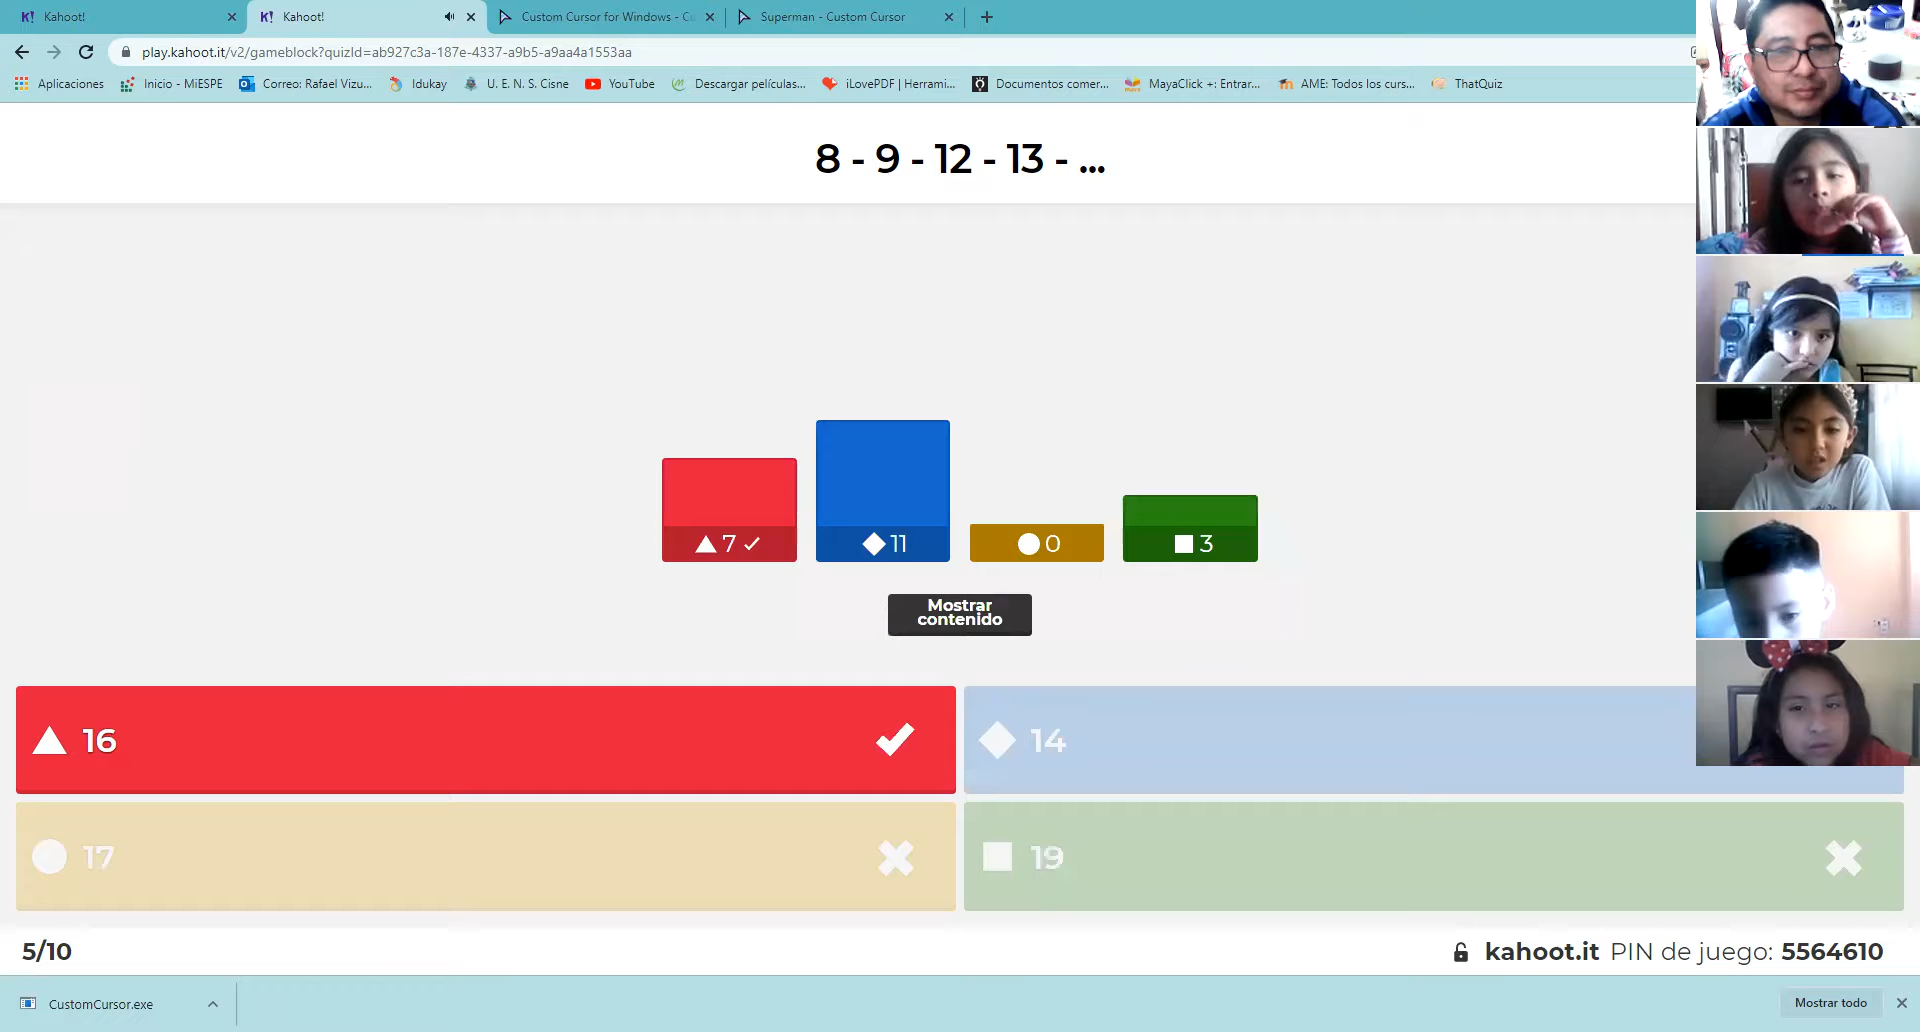 Kahoot!
Kahoot!
Custom Cursor for Windows - C
Superman - Custom Cursor
play.kahoot.it/v2/gameblock?quizId=ab927c3a-187e-4337-a9b5-a9aa4a1553aa
Aplicaciones
Inicio - MiESPE
Correo: Rafael Vizu...
Idukay
U. E. N. S. Cisne
YouTube
Descargar películas...
iLovePDF | Herrami...
Documentos comer...
MayaClick +: Entrar...
AME: Todos los curs...
ThatQuiz
8 - 9 - 12 - 13 - ...
7
11
0
3
Mostrar
contenido
16
14
17
19
5/10
kahoot.it PIN de juego: 5564610
CustomCursor.exe
Mostrar todo